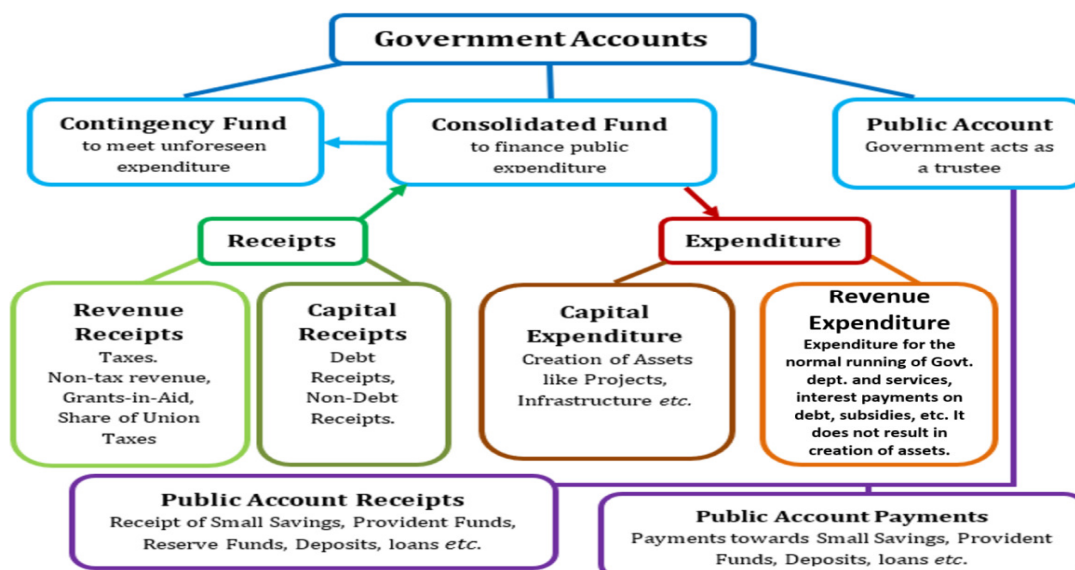 Government Accounts
Contingency Fund
to meet unforeseen
expenditure
Consolidated Fund
to finance public
expenditure
Public Account
Government acts as
a trustee
Receipts
Expenditure
Revenue
Receipts
Taxes.
Non-tax revenue,
Grants-in-Aid,
Share of Union
Taxes
Capital
Receipts
Debt
Receipts,
Non-Debt
Receipts.
Capital
Expenditure
Creation of Assets
like Projects,
Infrastructure etc.
Revenue
Expenditure
Expenditure for the
normal running of Govt.
dept. and services,
interest payments on
debt, subsidies, etc. It
does not result in
creation of assets.
Public Account Receipts
Receipt of Small Savings, Provident Funds,
Reserve Funds, Deposits, loans etc.
Public Account Payments
Payments towards Small Savings, Provident
Funds, Deposits, loans etc.